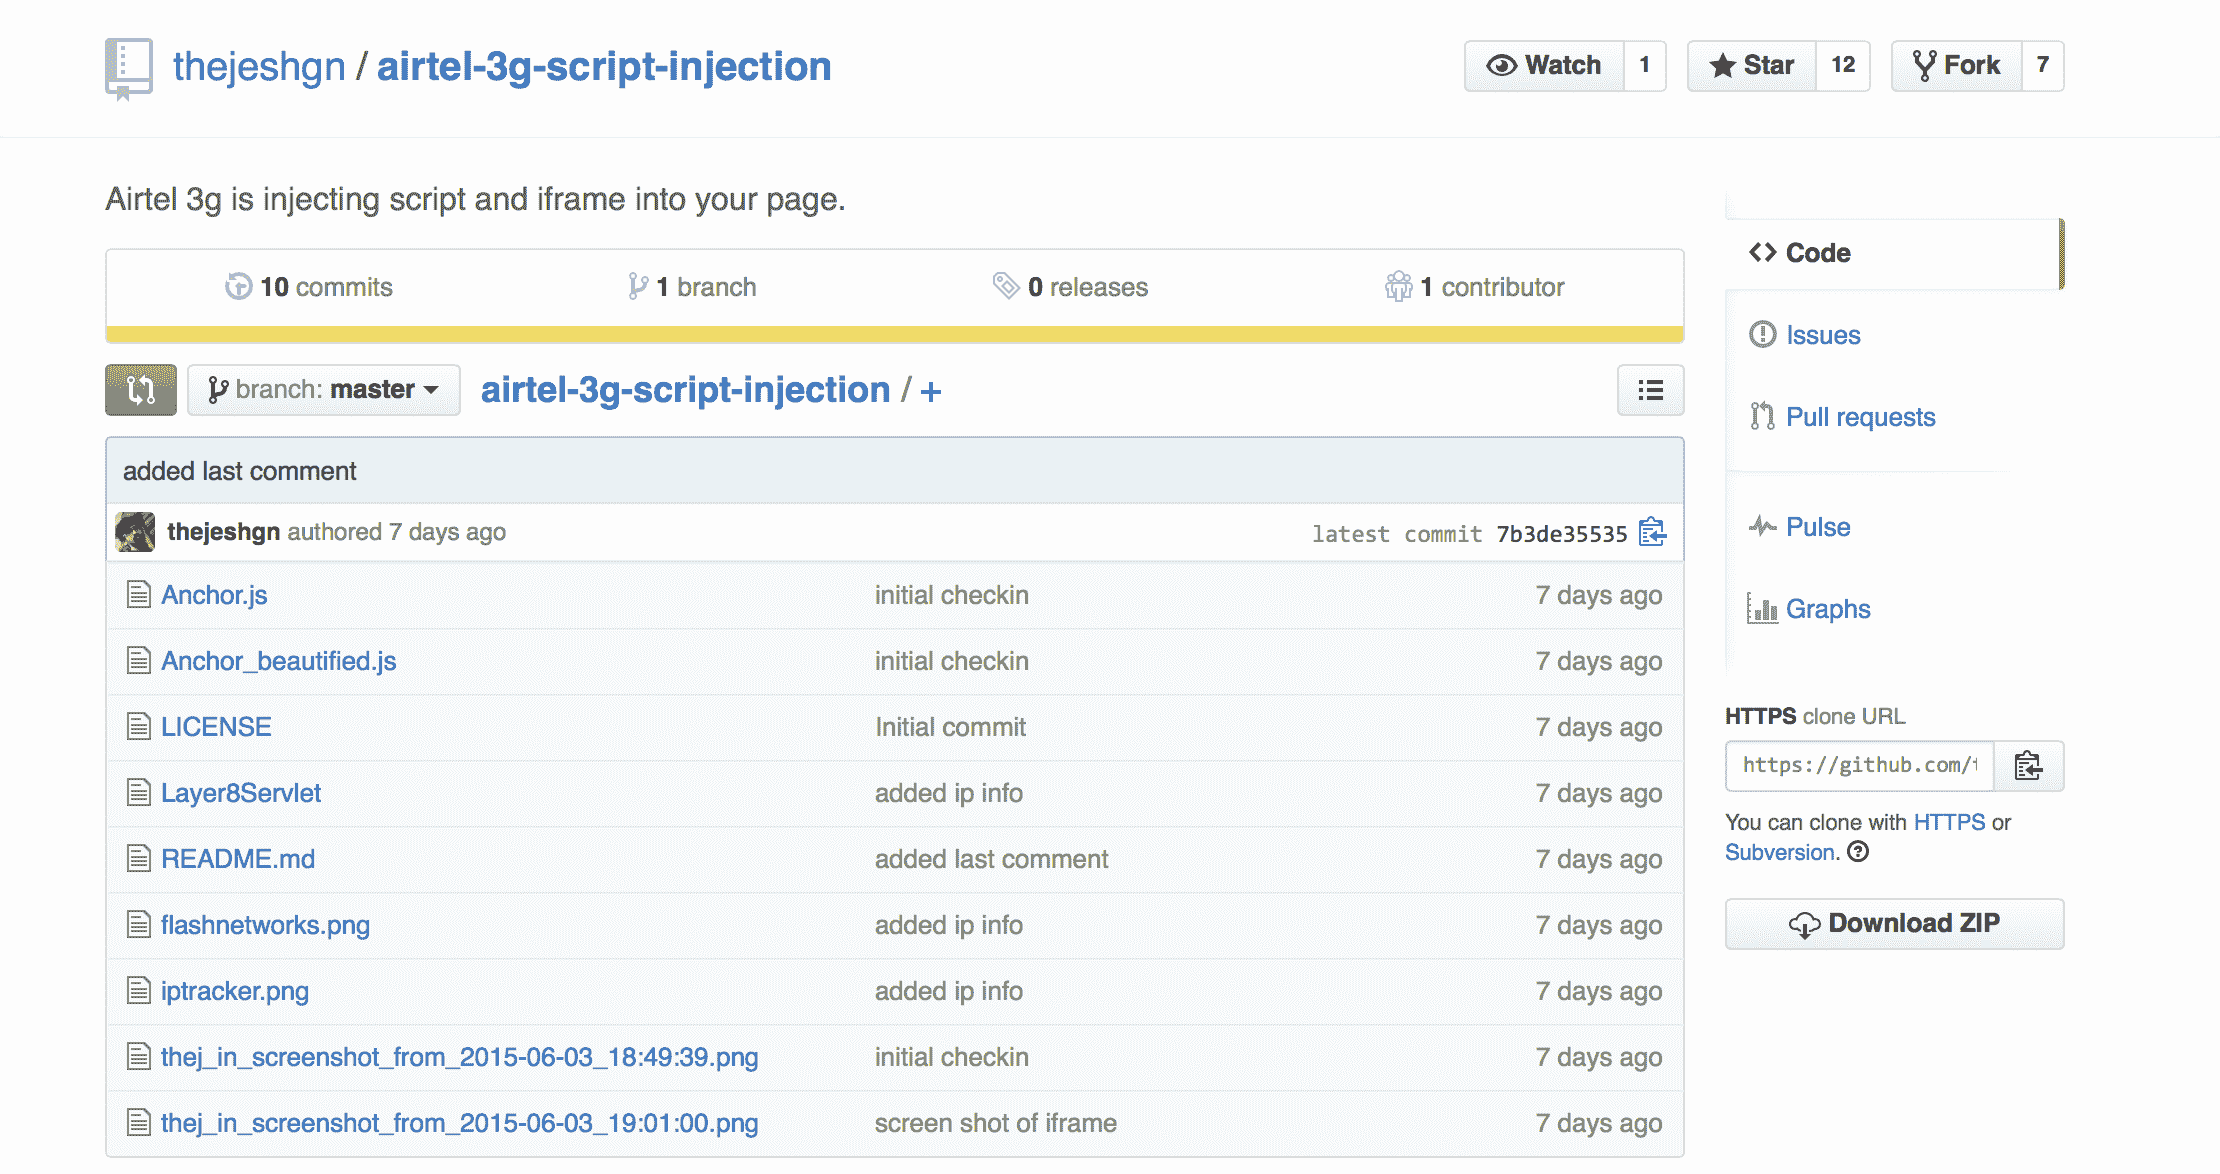 thejeshgn / airtel-3g-script-injection
Watch 1 Star 12 Fork 7
Airtel 3g is injecting script and iframe into your page.
10 commits 1 branch 0 releases 1 contributor
branch: master airtel-3g-script-injection / +
added last comment
thejeshgn authored 7 days ago latest commit 7b3de35535
Anchor.js initial checkin 7 days ago
Anchor_beautified.js initial checkin 7 days ago
LICENSE Initial commit 7 days ago
Layer8Servlet added ip info 7 days ago
README.md added last comment 7 days ago
flashnetworks.png added ip info 7 days ago
iptracker.png added ip info 7 days ago
thej_in_screenshot_from_2015-06-03_18:49:39.png initial checkin 7 days ago
thej_in_screenshot_from_2015-06-03_19:01:00.png screen shot of iframe 7 days ago
Code
Issues
Pull requests
Pulse
Graphs
HTTPS clone URL
https://github.com/t
You can clone with HTTPS or
Subversion.
Download ZIP